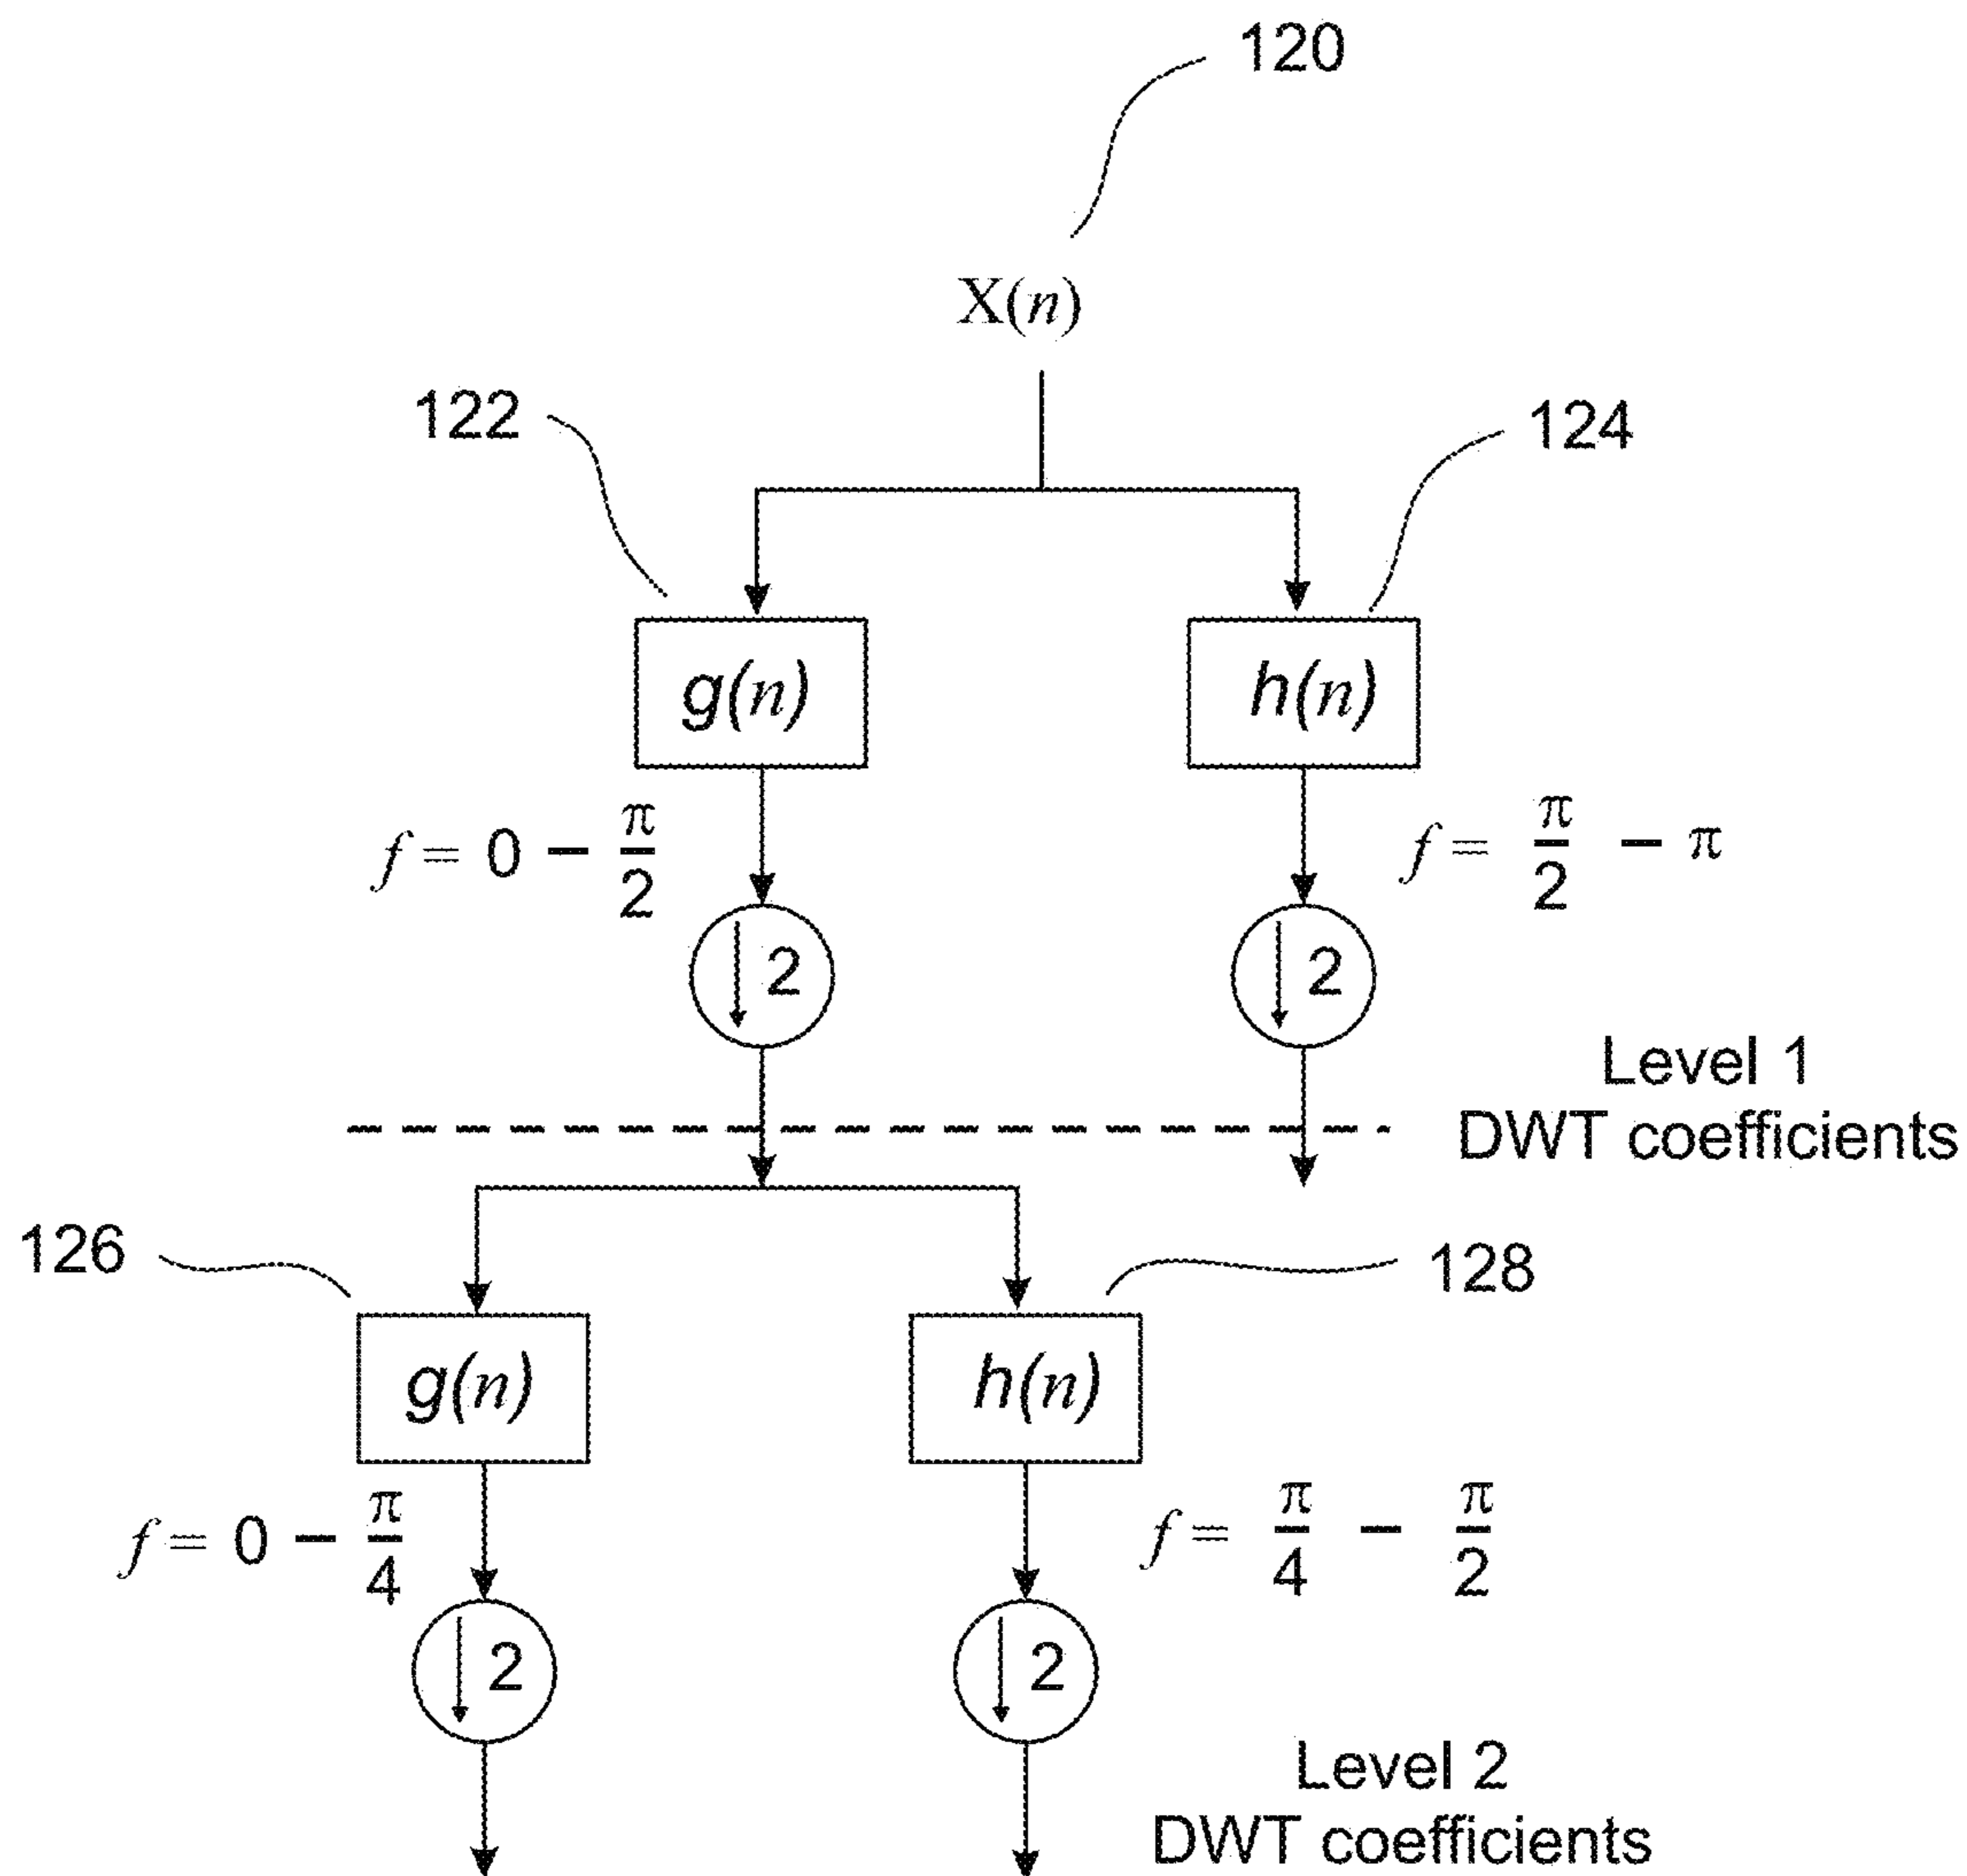 120
X(n)
122
124
g(n)
h(n)
f = 0 − π/2
f = π/2 − π
↓ 2
↓ 2
Level 1
DWT coefficients
126
128
g(n)
h(n)
f = 0 − π/4
f = π/4 − π/2
↓ 2
↓ 2
Level 2
DWT coefficients